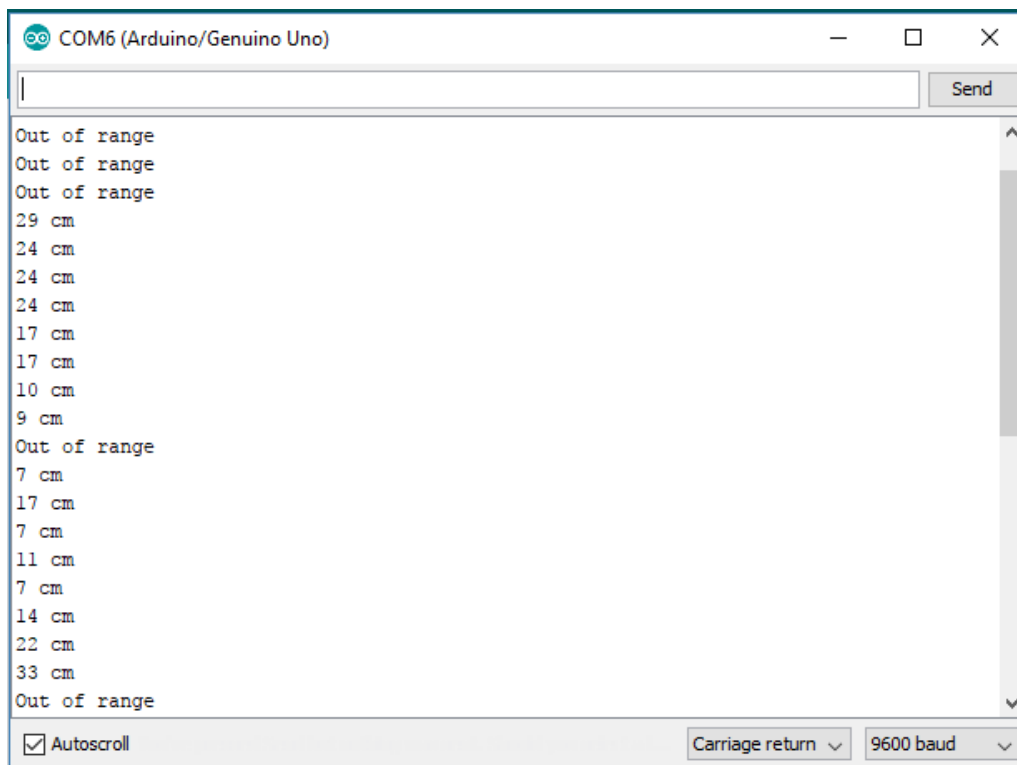 COM6 (Arduino/Genuino Uno)
Send
Out of range
Out of range
Out of range
29 cm
24 cm
24 cm
24 cm
17 cm
17 cm
10 cm
9 cm
Out of range
7 cm
17 cm
7 cm
11 cm
7 cm
14 cm
22 cm
33 cm
Out of range
Autoscroll Carriage return 9600 baud